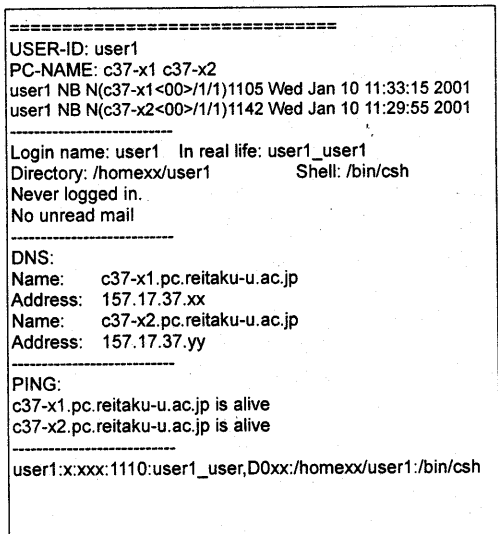 ================================
USER-ID: user1
PC-NAME: c37-x1 c37-x2
user1 NB N(c37-x1<00>/1/1)1105 Wed Jan 10 11:33:15 2001
user1 NB N(c37-x2<00>/1/1)1142 Wed Jan 10 11:29:55 2001
---------------------------
Login name: user1 In real life: user1_user1
Directory: /homexx/user1 Shell: /bin/csh
Never logged in.
No unread mail
---------------------------
DNS:
Name: c37-x1.pc.reitaku-u.ac.jp
Address: 157.17.37.xx
Name: c37-x2.pc.reitaku-u.ac.jp
Address: 157.17.37.yy
---------------------------
PING:
c37-x1.pc.reitaku-u.ac.jp is alive
c37-x2.pc.reitaku-u.ac.jp is alive
---------------------------
user1:x:xxx:1110:user1_user,D0xx:/homexx/user1:/bin/csh